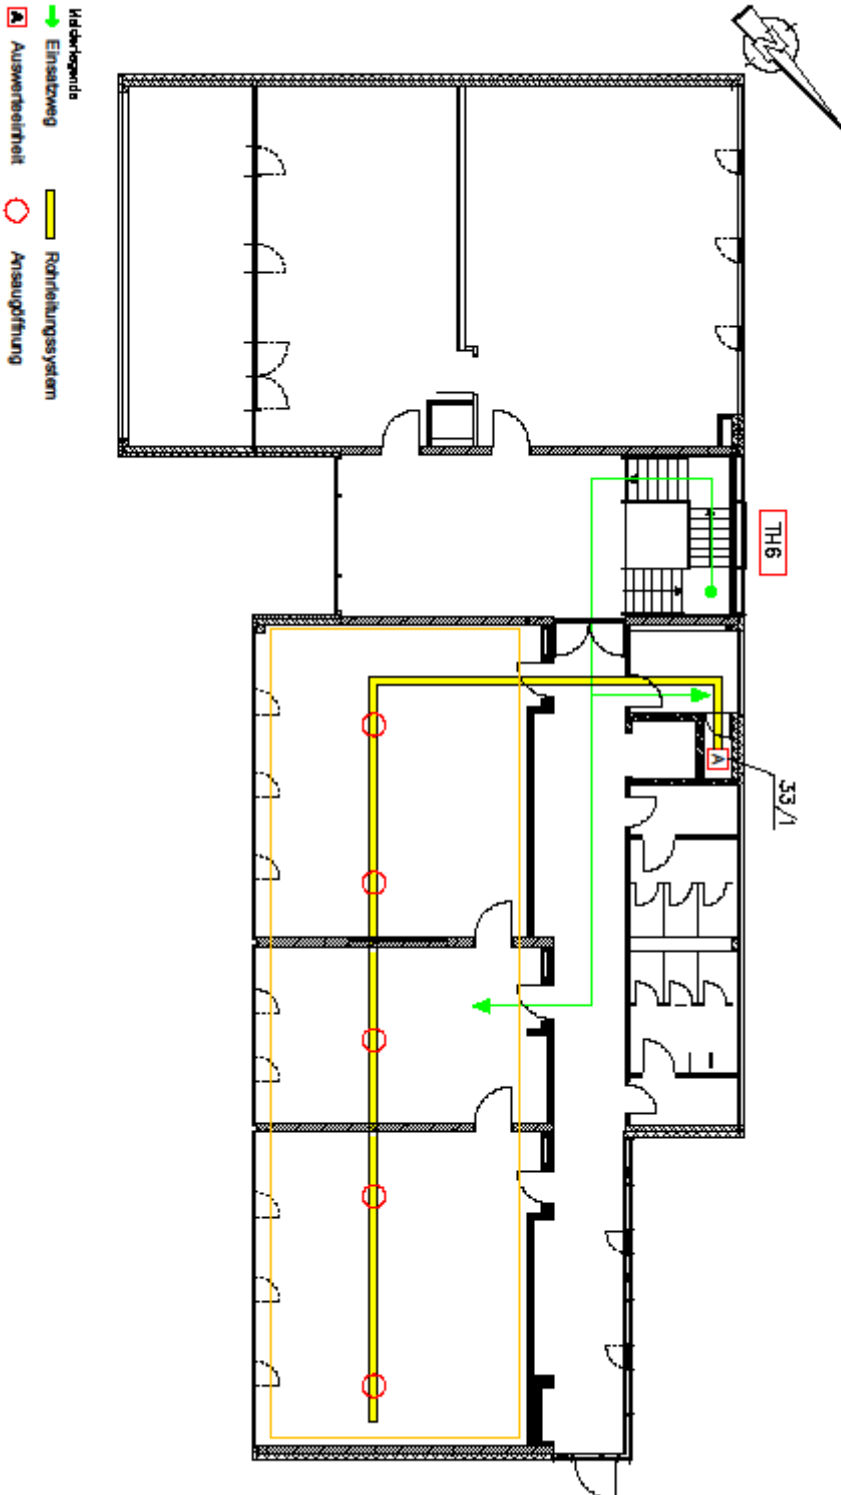 Melderlegende
Einsatzweg
Rohrleitungssystem
A Auswerteeinheit
Ansaugöffnung
TH6
A
33/1